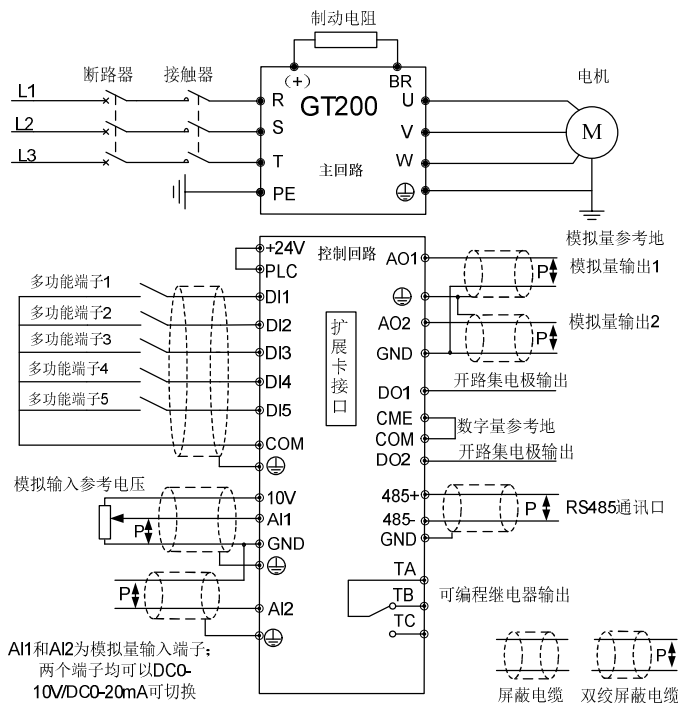 制动电阻
断路器
接触器
(+)
BR
电机
L1
R
GT200
U
L2
S
V
M
L3
T
W
主回路
PE
+24V
控制回路
PLC
AO1
模拟量参考地
P
模拟量输出1
多功能端子1
DI1
多功能端子2
DI2
AO2
P
模拟量输出2
多功能端子3
DI3
GND
扩展卡接口
多功能端子4
DI4
DO1
开路集电极输出
多功能端子5
DI5
CME
数字量参考地
COM
COM
DO2
开路集电极输出
模拟输入参考电压
10V
485+
P
AI1
485-
RS485通讯口
P
GND
GND
TA
P
AI2
TB
可编程继电器输出
TC
AI1和AI2为模拟量输入端子;
两个端子均可以DC0-
10V/DC0-20mA可切换
P
屏蔽电缆
双绞屏蔽电缆